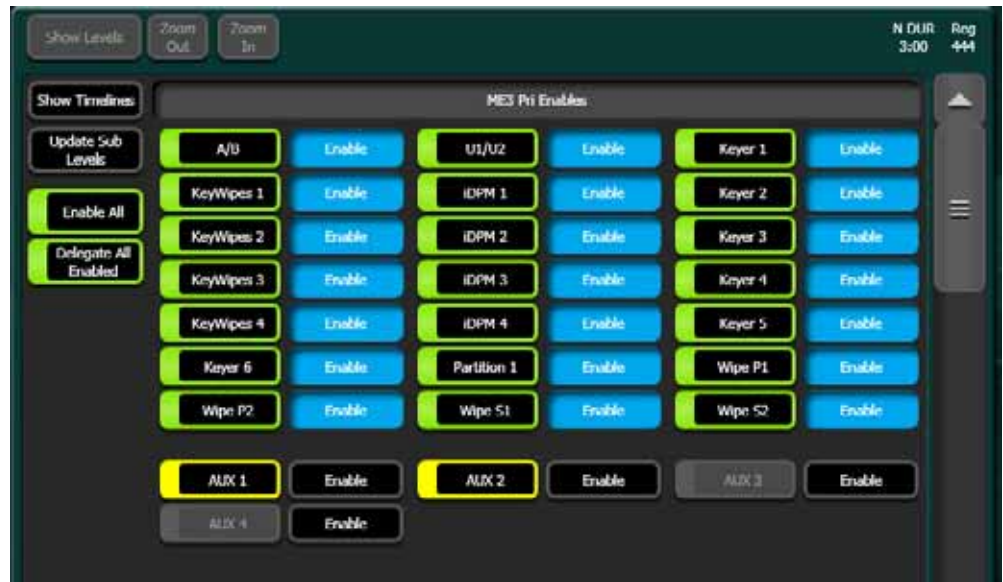 Show Levels Zoom Out Zoom In N DUR 3:00 Reg 444
Show Timelines ME3 Pri Enables
Update Sub Levels
Enable All
Delegate All Enabled
A/B Enable U1/U2 Enable Keyer 1 Enable
KeyWipes 1 Enable iDPM 1 Enable Keyer 2 Enable
KeyWipes 2 Enable iDPM 2 Enable Keyer 3 Enable
KeyWipes 3 Enable iDPM 3 Enable Keyer 4 Enable
KeyWipes 4 Enable iDPM 4 Enable Keyer 5 Enable
Keyer 6 Enable Partition 1 Enable Wipe P1 Enable
Wipe P2 Enable Wipe S1 Enable Wipe S2 Enable
AUX 1 Enable AUX 2 Enable AUX 3 Enable
AUX 4 Enable